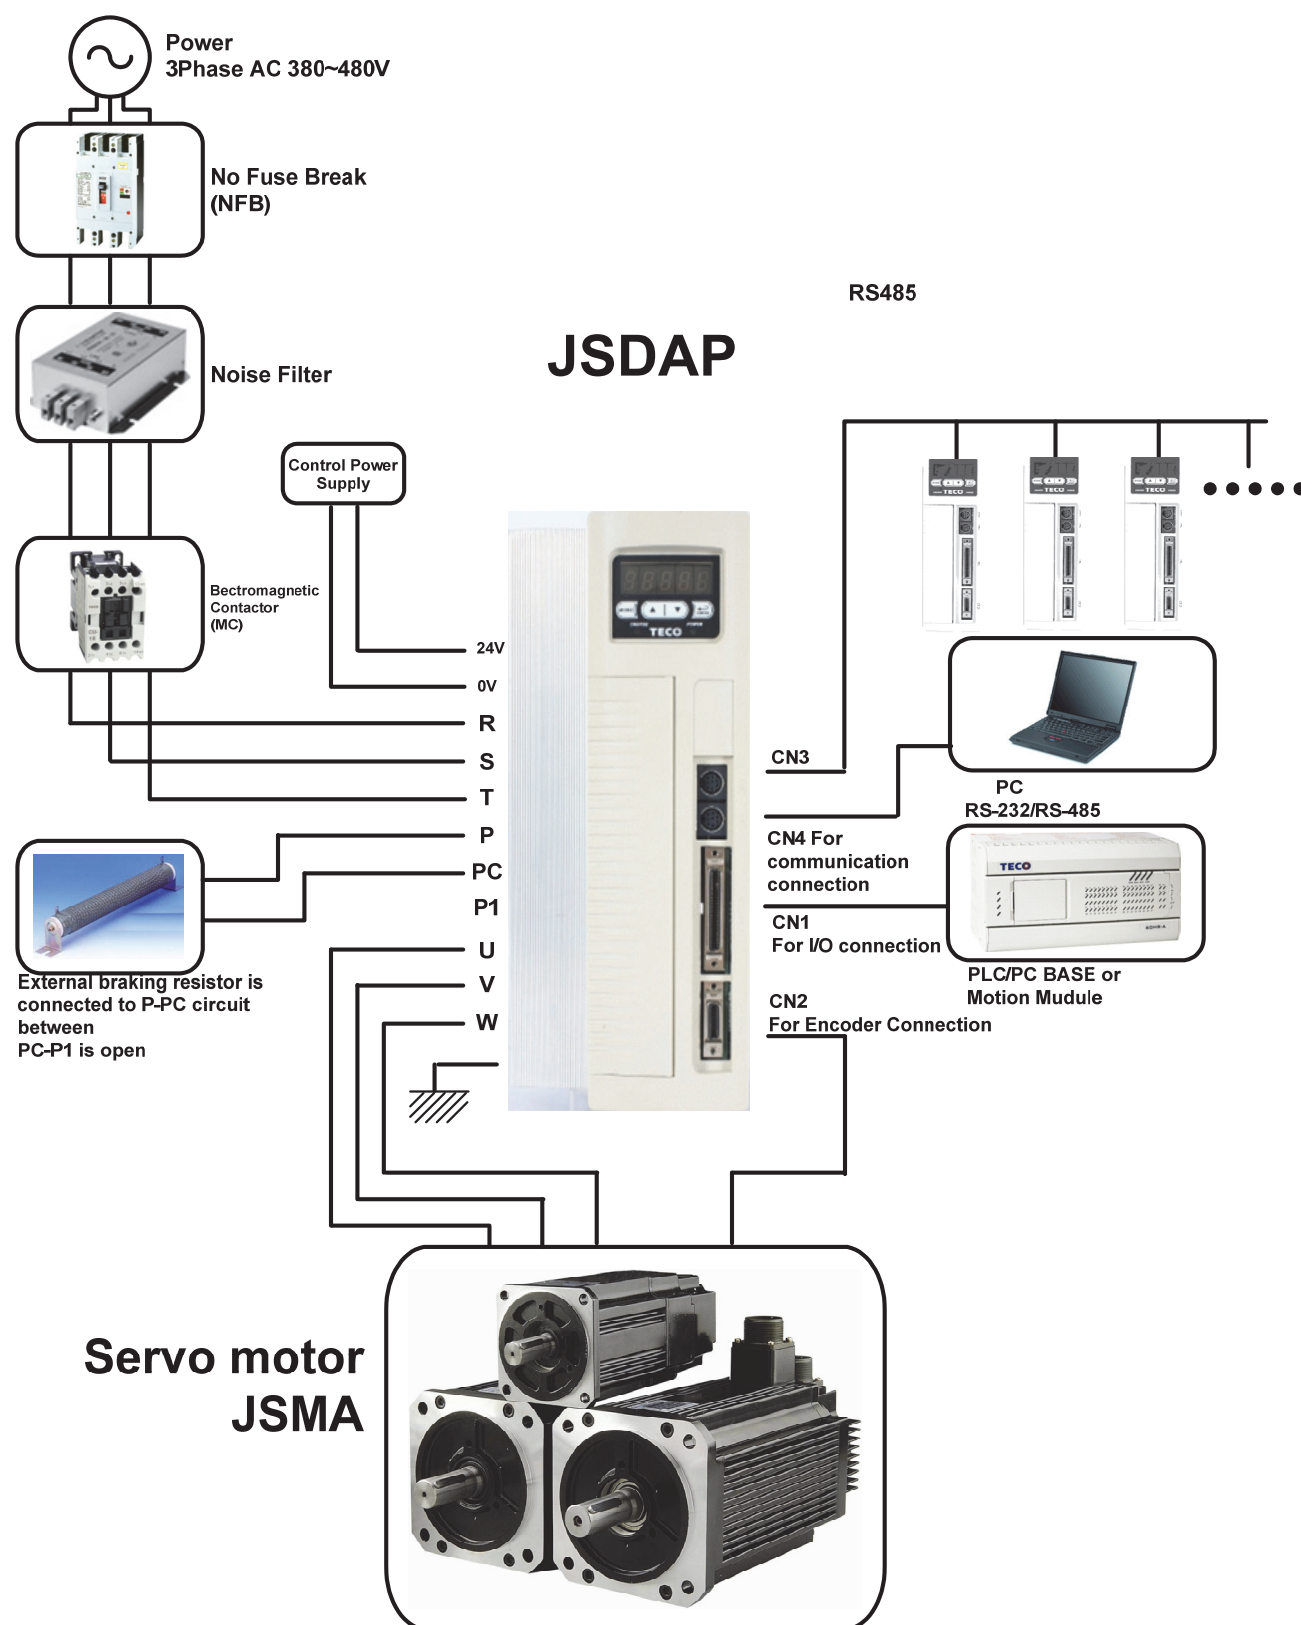 Power
3Phase AC 380~480V
No Fuse Break
(NFB)
RS485
JSDAP
Noise Filter
Control Power
Supply
TECO
TECO
TECO
Bectromagnetic
Contactor
(MC)
TECO
24V
0V
R
S
T
P
PC
P1
U
V
W
CN3
PC
RS-232/RS-485
CN4 For
communication
connection
TECO
CN1
For I/O connection
PLC/PC BASE or
Motion Mudule
CN2
For Encoder Connection
External braking resistor is
connected to P-PC circuit
between
PC-P1 is open
Servo motor
JSMA